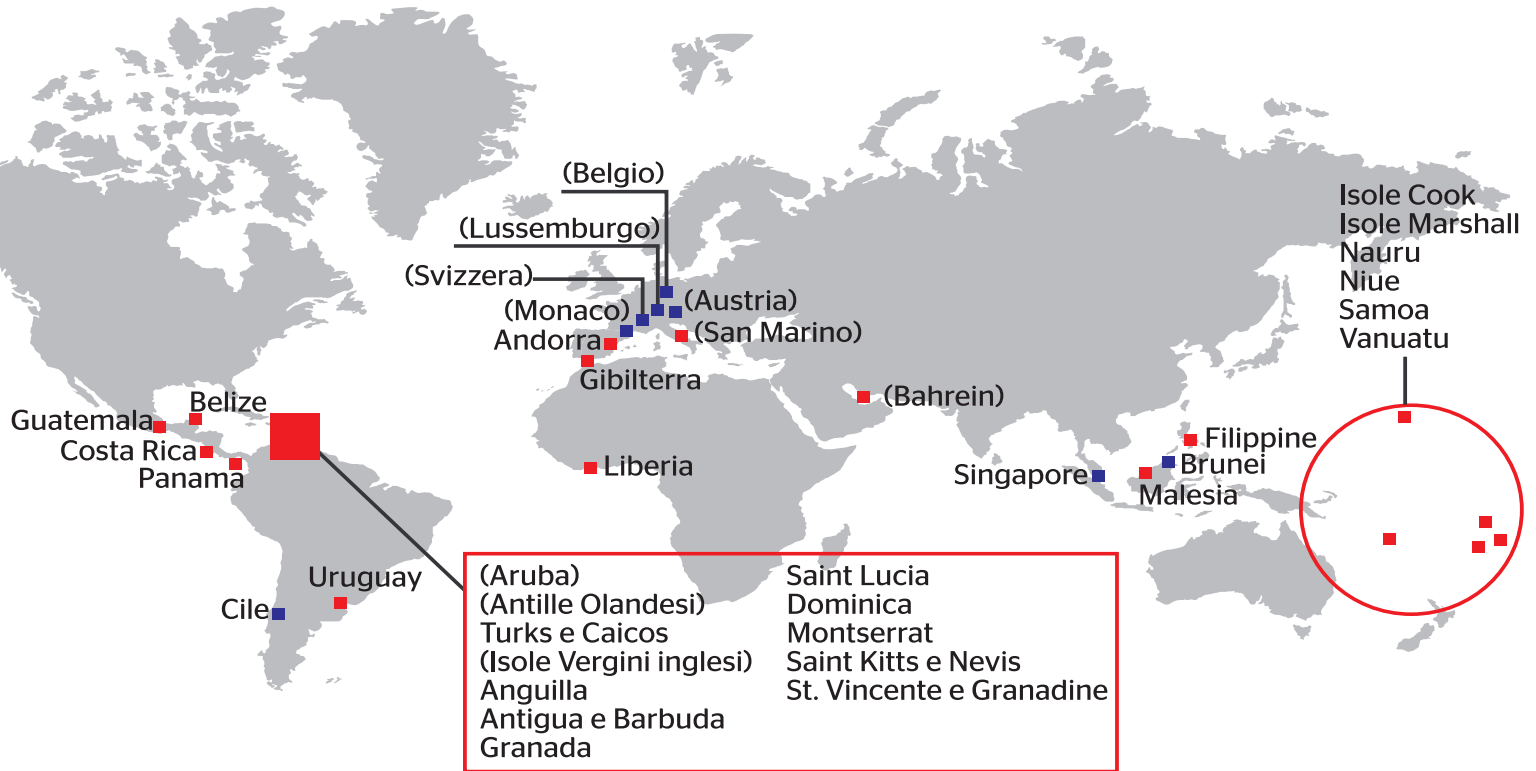 (Belgio)
(Lussemburgo)
(Svizzera)
(Monaco)
(Austria)
Andorra
(San Marino)
Gibilterra
Isole Cook
Isole Marshall
Nauru
Niue
Samoa
Vanuatu
Belize
Guatemala
Costa Rica
Panama
(Bahrein)
Liberia
Filippine
Singapore
Brunei
Malesia
Uruguay
Cile
(Aruba)
(Antille Olandesi)
Turks e Caicos
(Isole Vergini inglesi)
Anguilla
Antigua e Barbuda
Granada
Saint Lucia
Dominica
Montserrat
Saint Kitts e Nevis
St. Vincente e Granadine